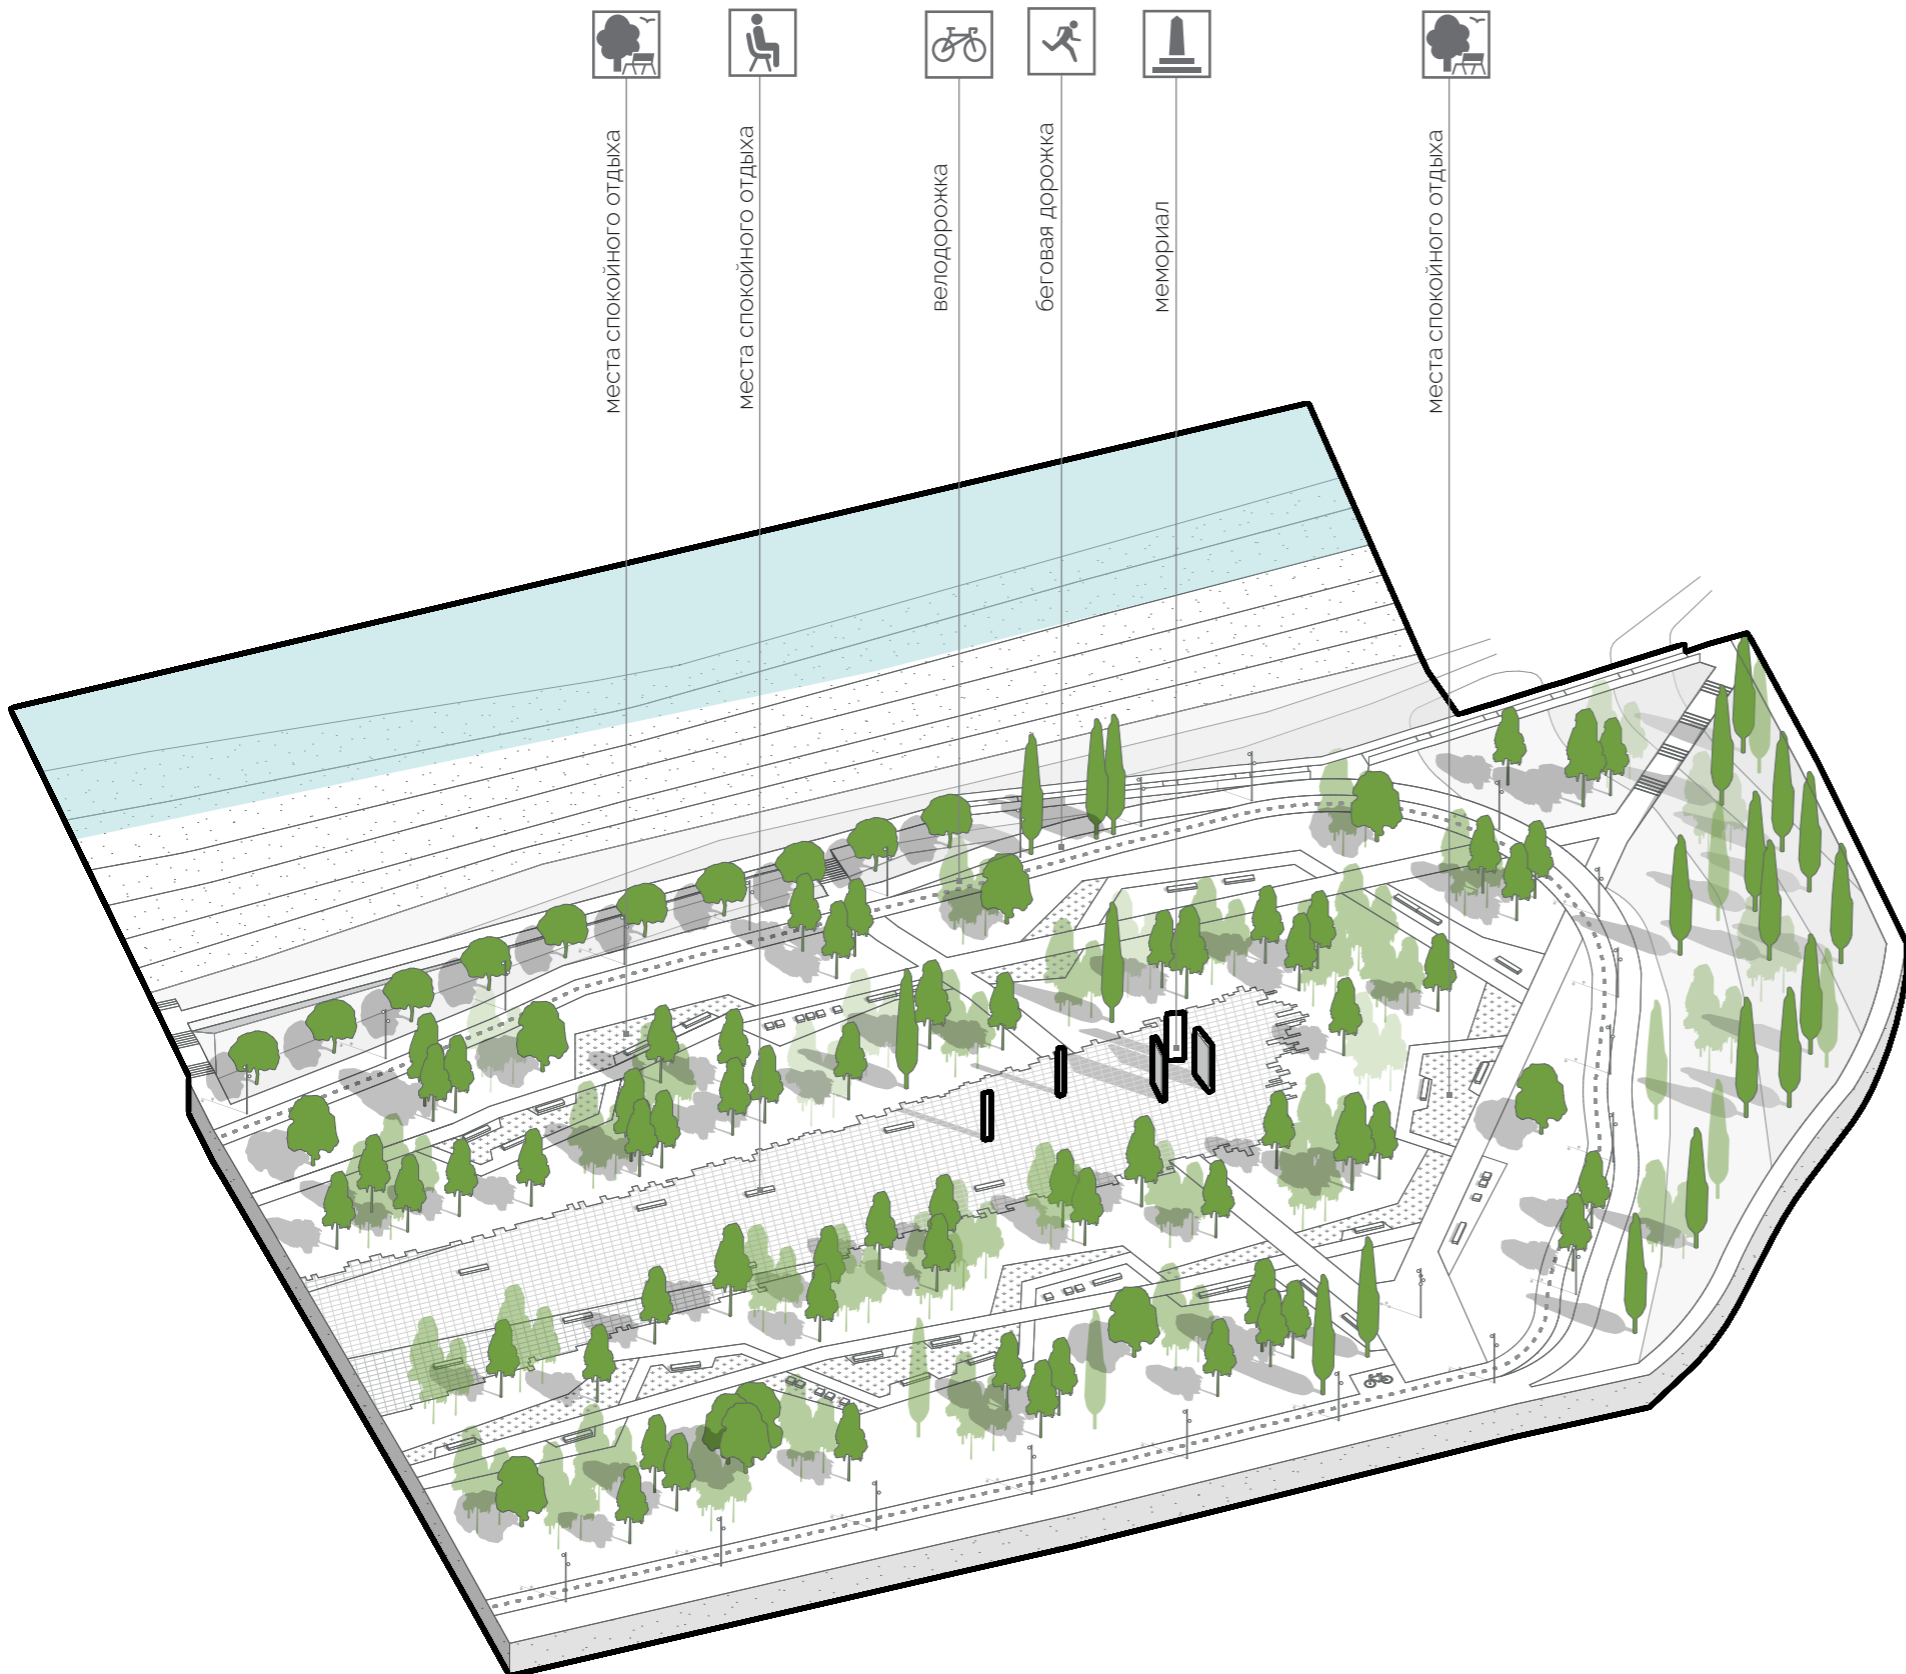 места спокойного отдыха
места спокойного отдыха
велодорожка
беговая дорожка
мемориал
места спокойного отдыха